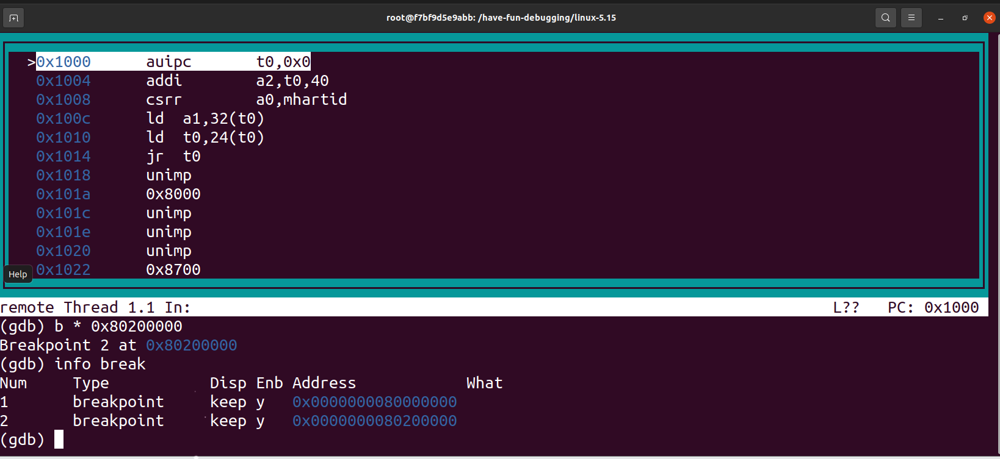 root@f7bf9d5e9abb: /have-fun-debugging/linux-5.15
>0x1000 auipc t0,0x0
0x1004 addi a2,t0,40
0x1008 csrr a0,mhartid
0x100c ld a1,32(t0)
0x1010 ld t0,24(t0)
0x1014 jr t0
0x1018 unimp
0x101a 0x8000
0x101c unimp
0x101e unimp
0x1020 unimp
0x1022 0x8700
Help
remote Thread 1.1 In: L?? PC: 0x1000
(gdb) b * 0x80200000
Breakpoint 2 at 0x80200000
(gdb) info break
Num Type Disp Enb Address What
1 breakpoint keep y 0x0000000080000000
2 breakpoint keep y 0x0000000080200000
(gdb)